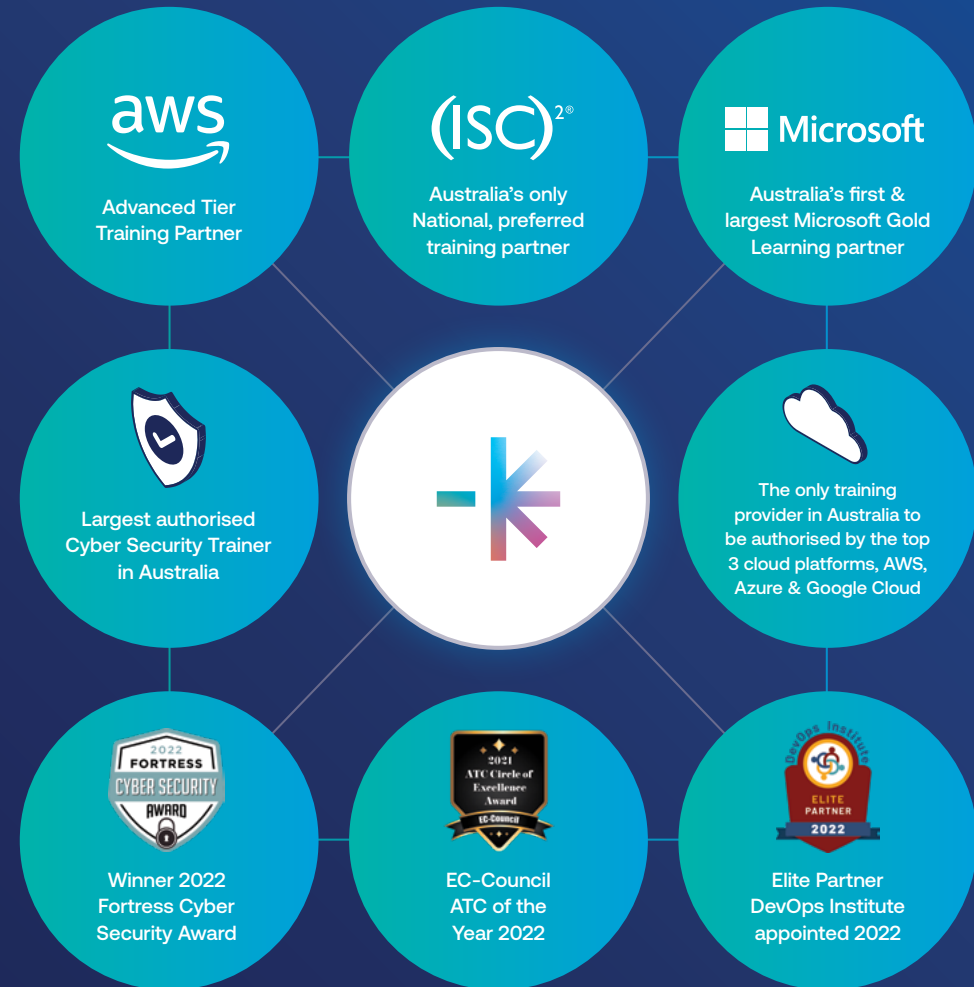 aws
Advanced Tier
Training Partner
(ISC)²®
Australia's only
National, preferred
training partner
Microsoft
Australia's first &
largest Microsoft Gold
Learning partner
Largest authorised
Cyber Security Trainer
in Australia
The only training
provider in Australia to
be authorised by the top
3 cloud platforms, AWS,
Azure & Google Cloud
2022
FORTRESS
CYBER SECURITY
AWARD
Winner 2022
Fortress Cyber
Security Award
2021
ATC Circle of
Excellence
Award
EC-Council
EC-Council
ATC of the
Year 2022
DevOps Institute
ELITE
PARTNER
2022
Elite Partner
DevOps Institute
appointed 2022